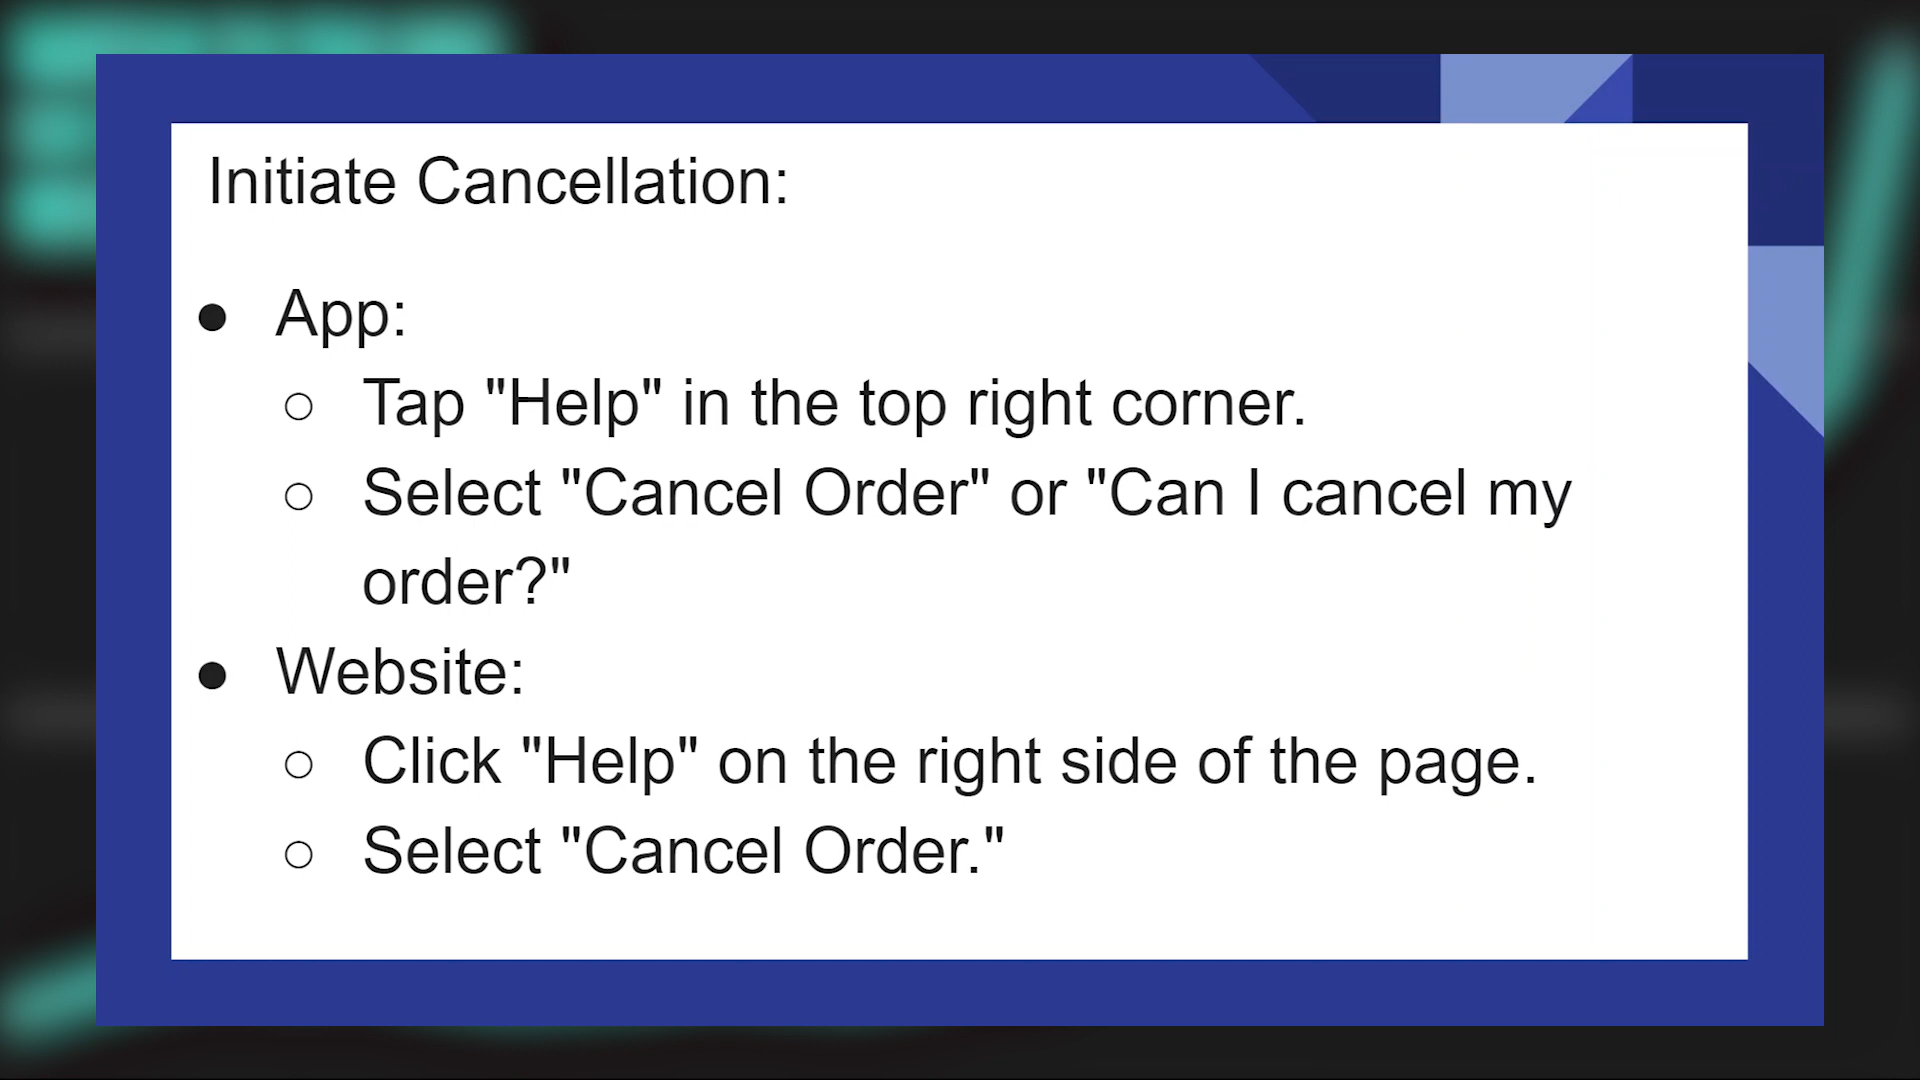 Initiate Cancellation:
● App:
○ Tap "Help" in the top right corner.
○ Select "Cancel Order" or "Can I cancel my
order?"
● Website:
○ Click "Help" on the right side of the page.
○ Select "Cancel Order."